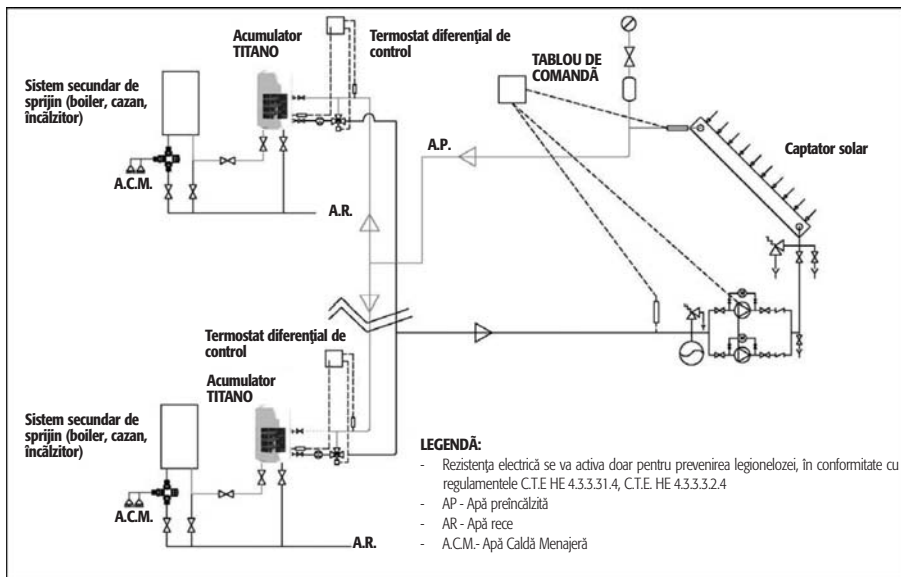 Acumulator
TITANO
Termostat diferenţial de
control
Sistem secundar de
sprijin (boiler, cazan,
încălzitor)
A.C.M.
A.R.
TABLOU DE
COMANDĂ
A.P.
Captator solar
Termostat diferenţial de
control
Acumulator
TITANO
Sistem secundar de
sprijin (boiler, cazan,
încălzitor)
A.C.M.
A.R.
LEGENDĂ:
- Rezistenţa electrică se va activa doar pentru prevenirea legionelozei, în conformitate cu
regulamentele C.T.E HE 4.3.3.31.4, C.T.E. HE 4.3.3.3.2.4
- AP - Apă preîncălzită
- AR - Apă rece
- A.C.M.- Apă Caldă Menajeră